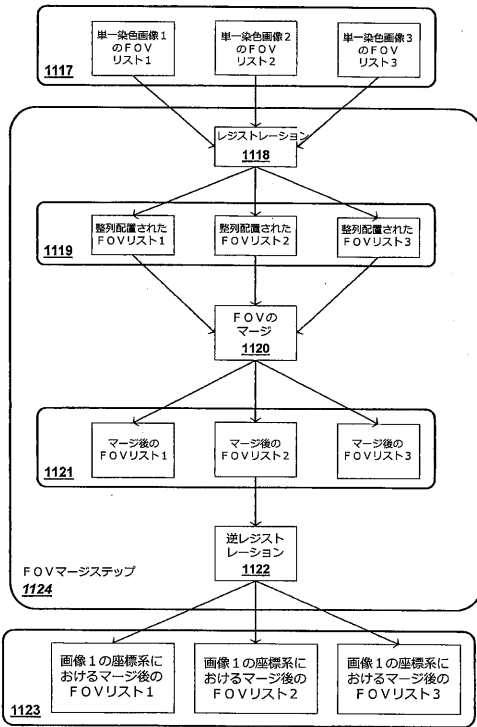 単一染色画像1
のFOV
リスト1
単一染色画像2
のFOV
リスト2
単一染色画像3
のFOV
リスト3
1117
レジストレーション
1118
整列配置された
FOVリスト1
整列配置された
FOVリスト2
整列配置された
FOVリスト3
1119
FOVの
マージ
1120
マージ後の
FOVリスト1
マージ後の
FOVリスト2
マージ後の
FOVリスト3
1121
逆レジスト
レーション
1122
FOVマージステップ
1124
画像1の座標系に
おけるマージ後の
FOVリスト1
画像1の座標系に
おけるマージ後の
FOVリスト2
画像1の座標系に
おけるマージ後の
FOVリスト3
1123